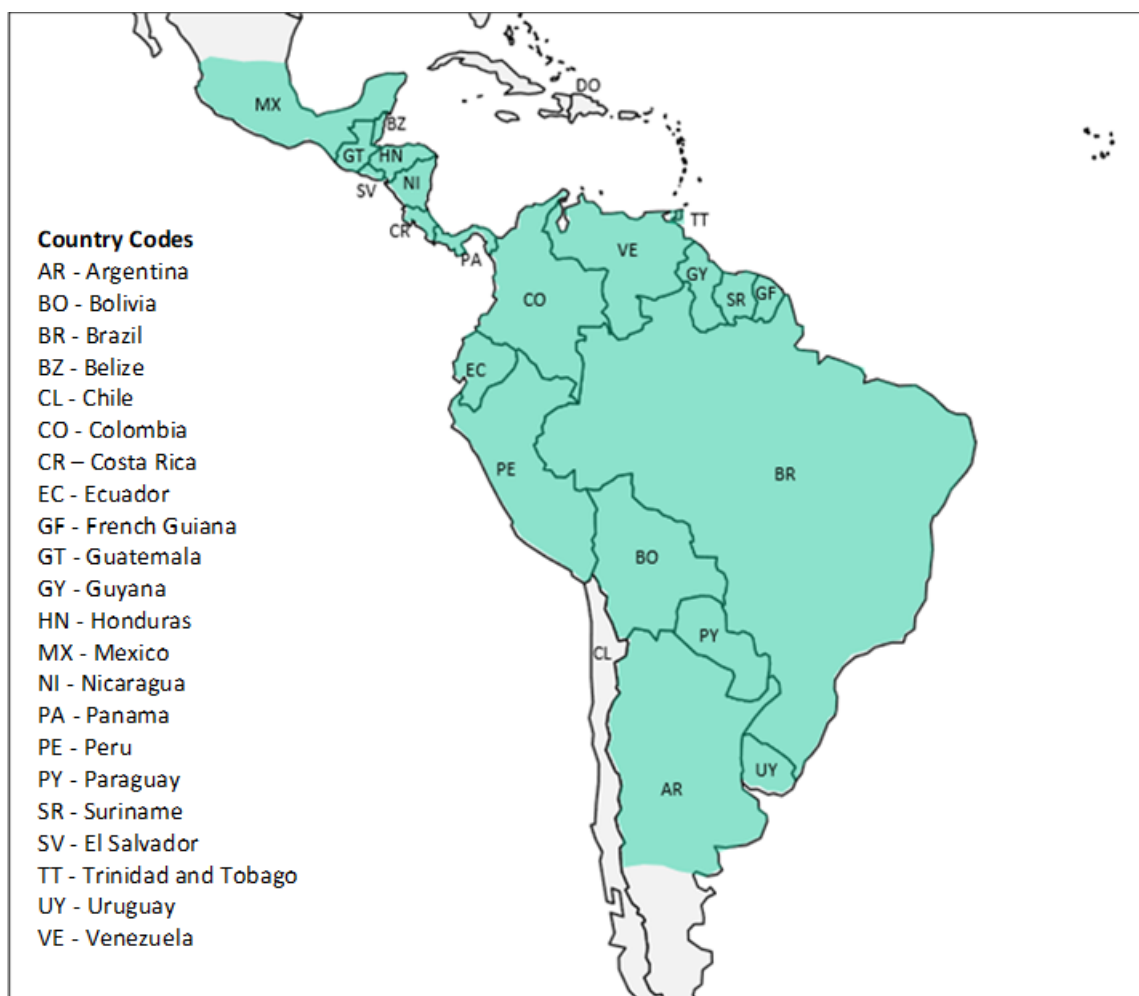 DO
MX
BZ
GT
HN
SV
NI
CR
PA
TT
VE
GY
CO
SR
GF
EC
PE
BR
BO
PY
CL
UY
AR
Country Codes
AR - Argentina
BO - Bolivia
BR - Brazil
BZ - Belize
CL - Chile
CO - Colombia
CR – Costa Rica
EC - Ecuador
GF - French Guiana
GT - Guatemala
GY - Guyana
HN - Honduras
MX - Mexico
NI - Nicaragua
PA - Panama
PE - Peru
PY - Paraguay
SR - Suriname
SV - El Salvador
TT - Trinidad and Tobago
UY - Uruguay
VE - Venezuela